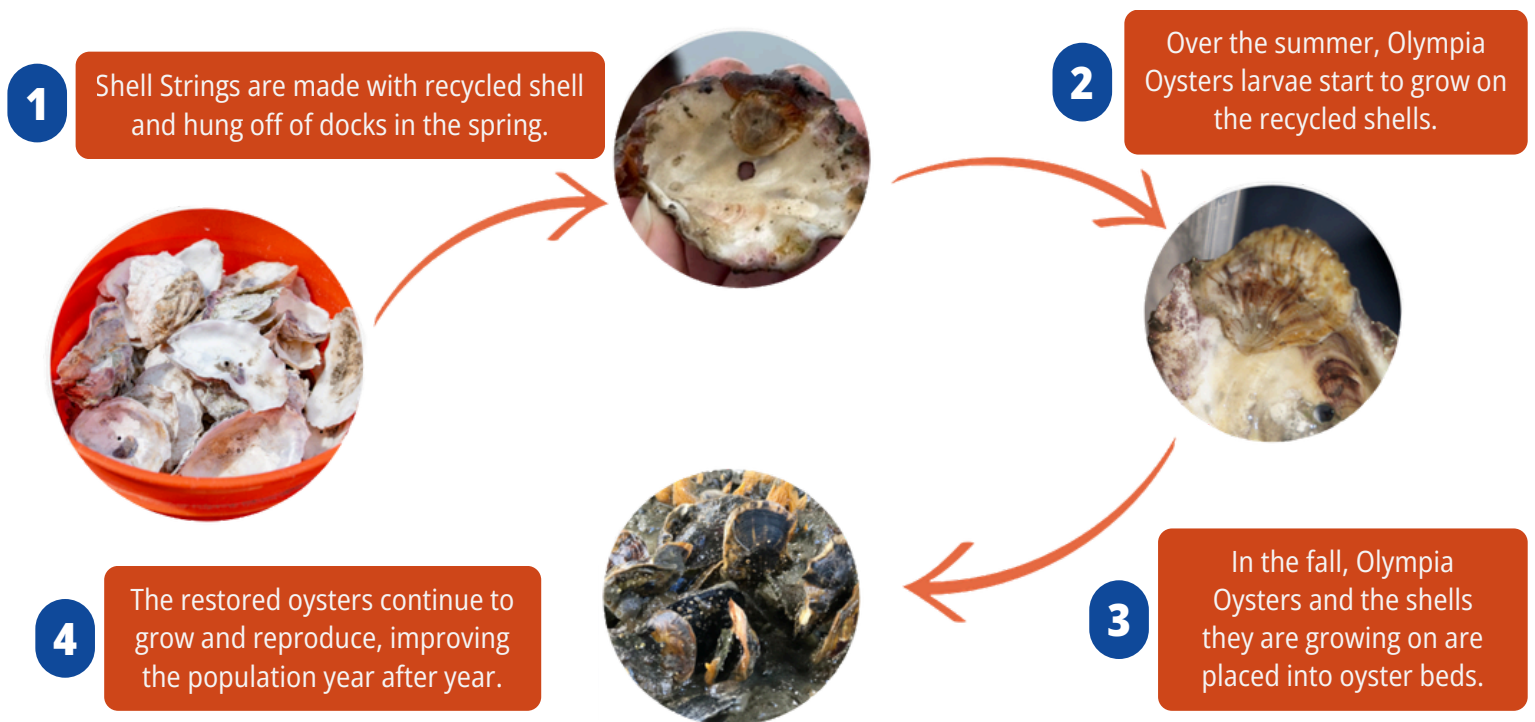 1
Shell Strings are made with recycled shell
and hung off of docks in the spring.
2
Over the summer, Olympia
Oysters larvae start to grow on
the recycled shells.
3
In the fall, Olympia
Oysters and the shells
they are growing on are
placed into oyster beds.
4
The restored oysters continue to
grow and reproduce, improving
the population year after year.